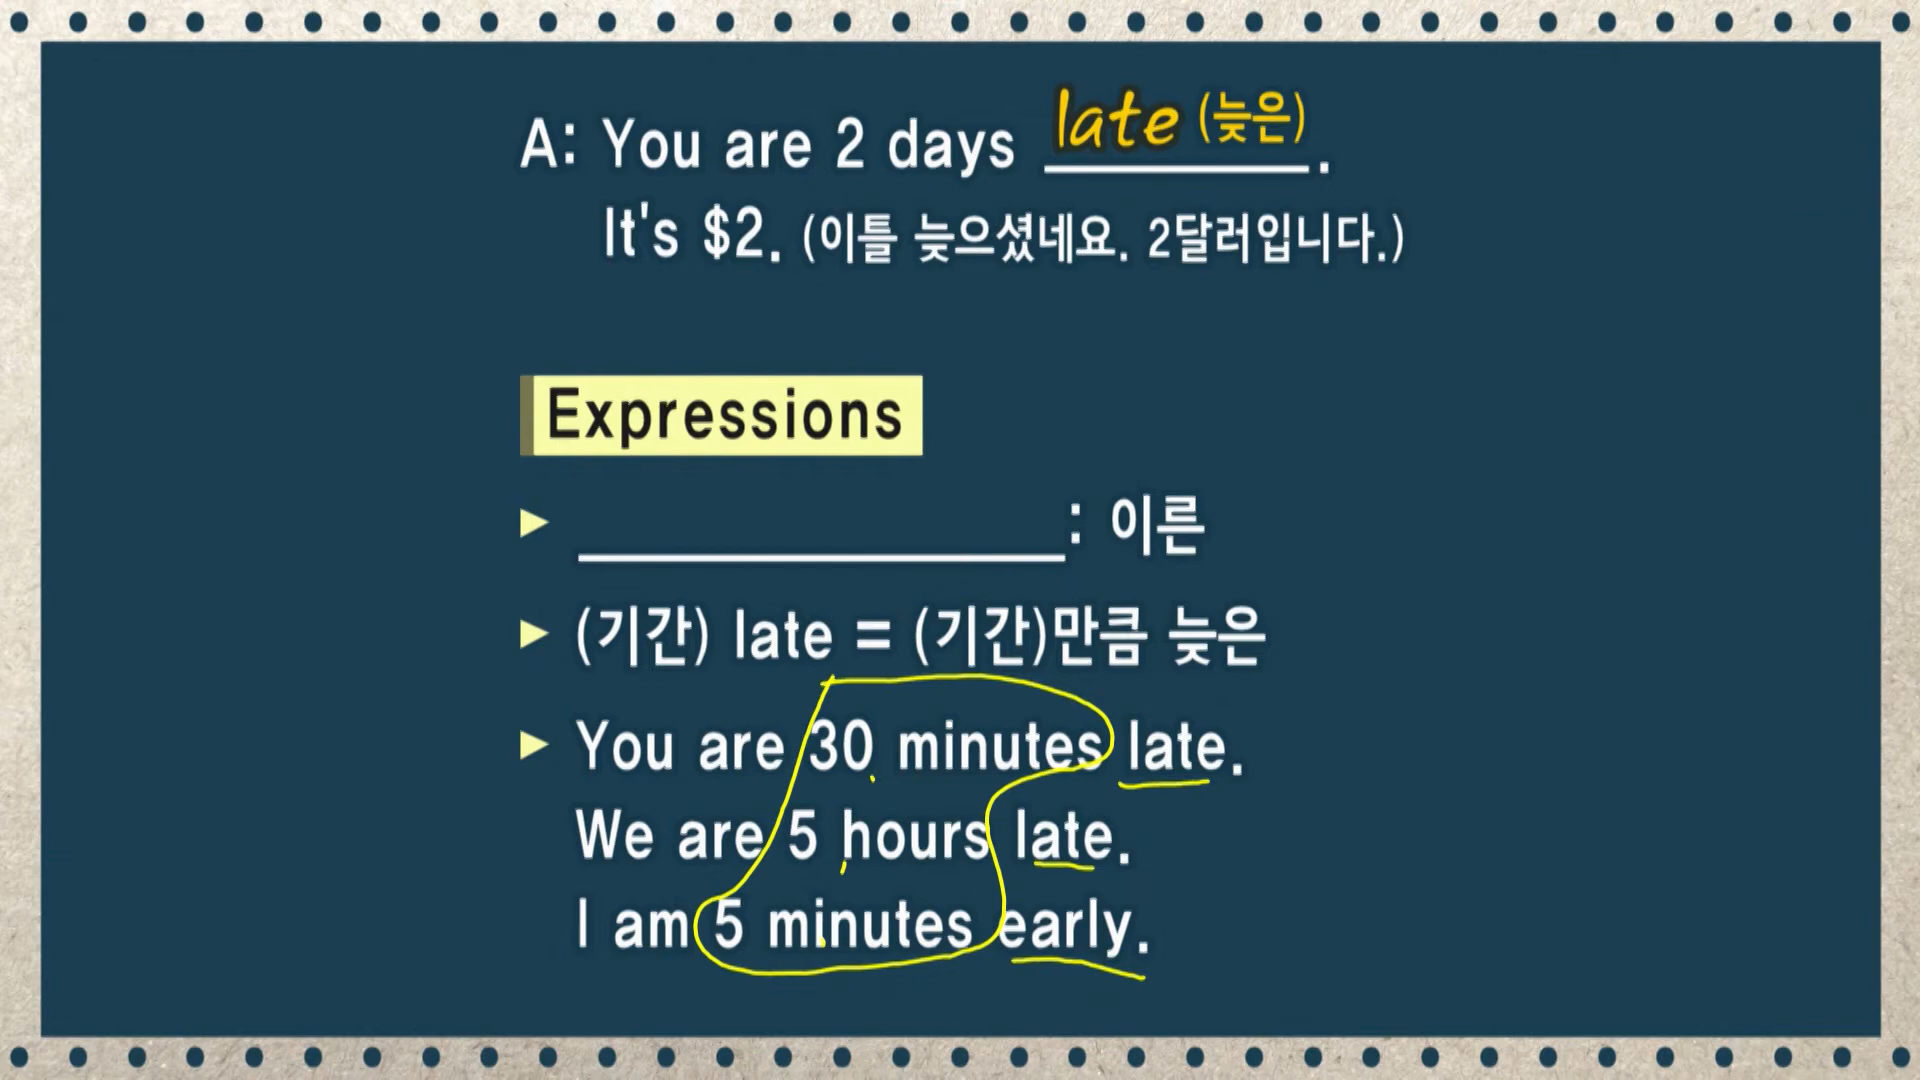 A: You are 2 days late (늦은).
It's $2. (이틀 늦으셨네요. 2달러입니다.)
Expressions
▶ ____________: 이른
▶ (기간) late = (기간)만큼 늦은
▶ You are 30 minutes late.
We are 5 hours late.
I am 5 minutes early.